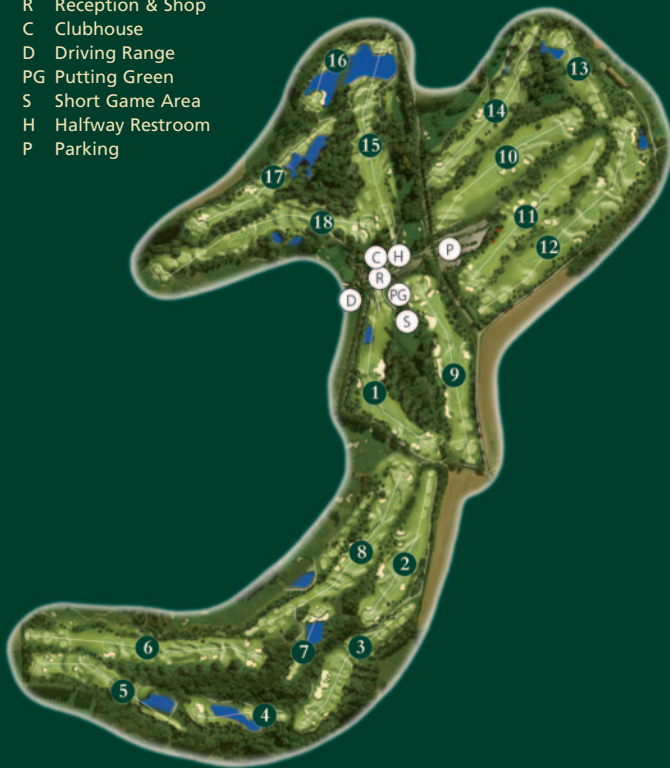 R Reception & Shop
C Clubhouse
D Driving Range
PG Putting Green
S Short Game Area
H Halfway Restroom
P Parking
16
13
14
15
10
17
11
18
12
C
H
P
R
PG
D
S
9
1
8
2
6
7
3
5
4